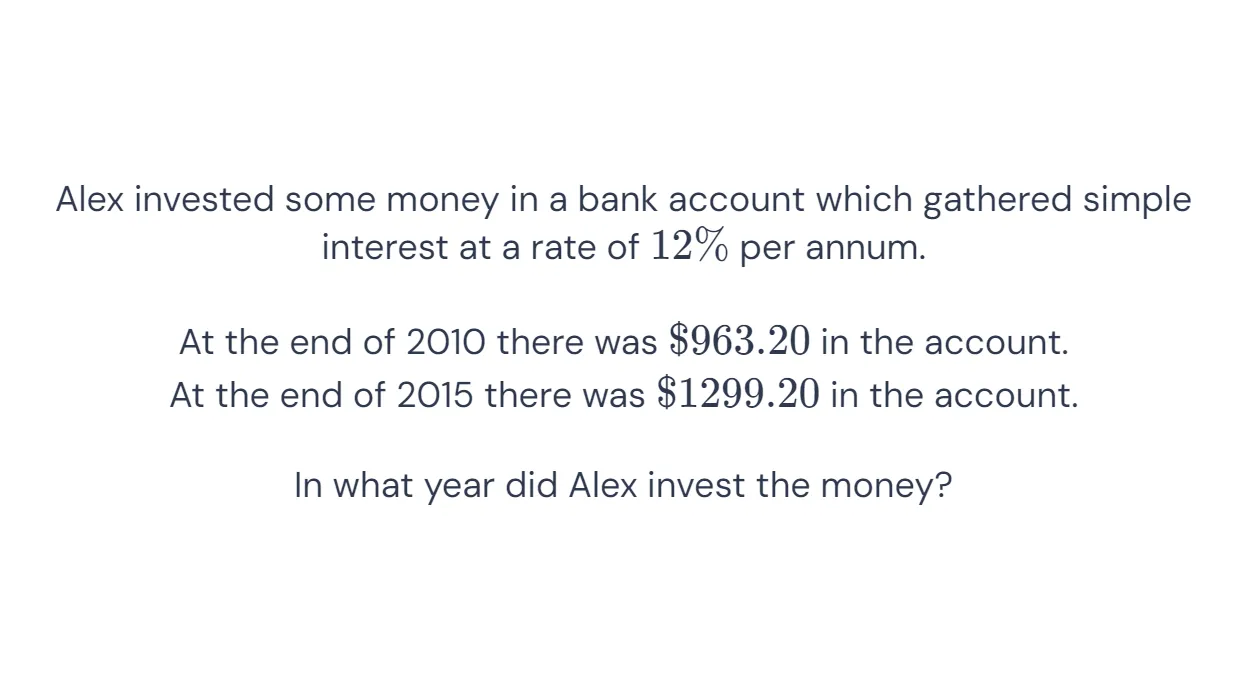 Alex invested some money in a bank account which gathered simple
interest at a rate of 12% per annum.
At the end of 2010 there was $963.20 in the account.
At the end of 2015 there was $1299.20 in the account.
In what year did Alex invest the money?